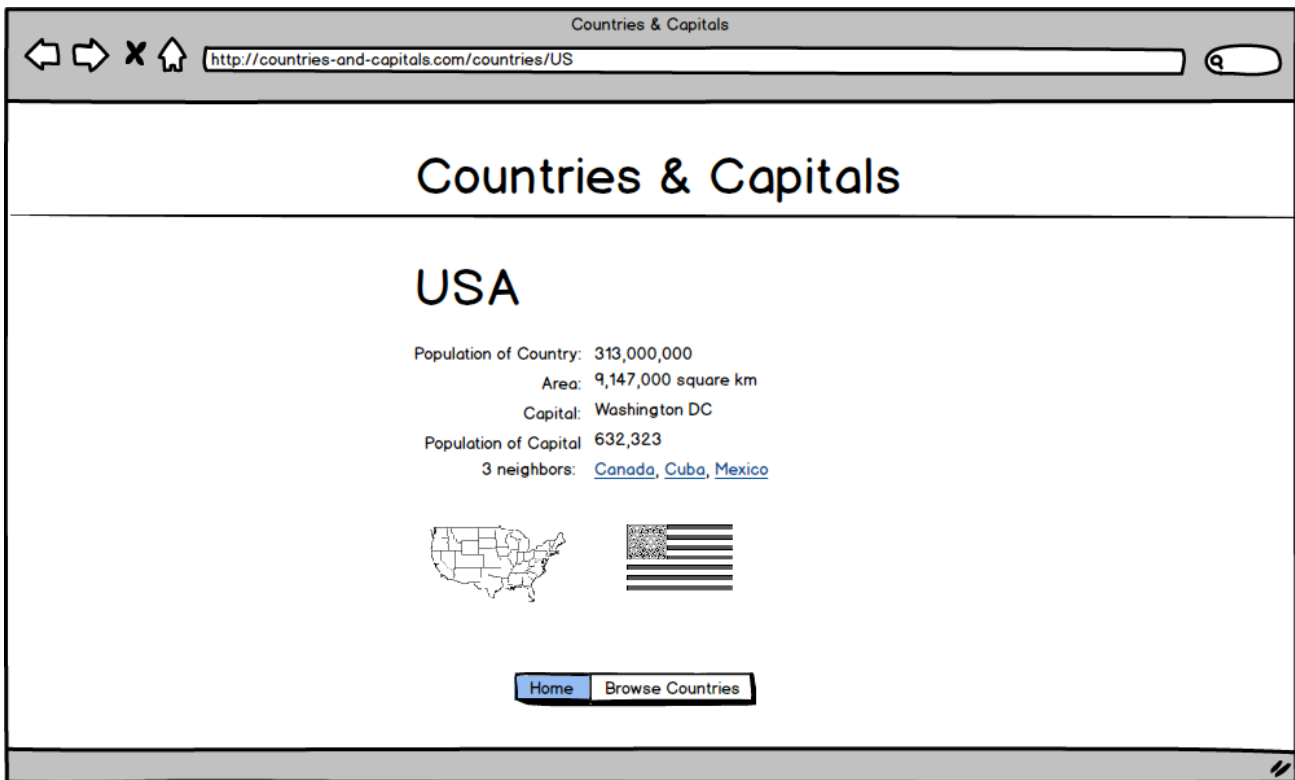 Countries & Capitals
http://countries-and-capitals.com/countries/US
Countries & Capitals
USA
Population of Country: 313,000,000
Area: 9,147,000 square km
Capital: Washington DC
Population of Capital 632,323
3 neighbors: Canada, Cuba, Mexico
Home Browse Countries